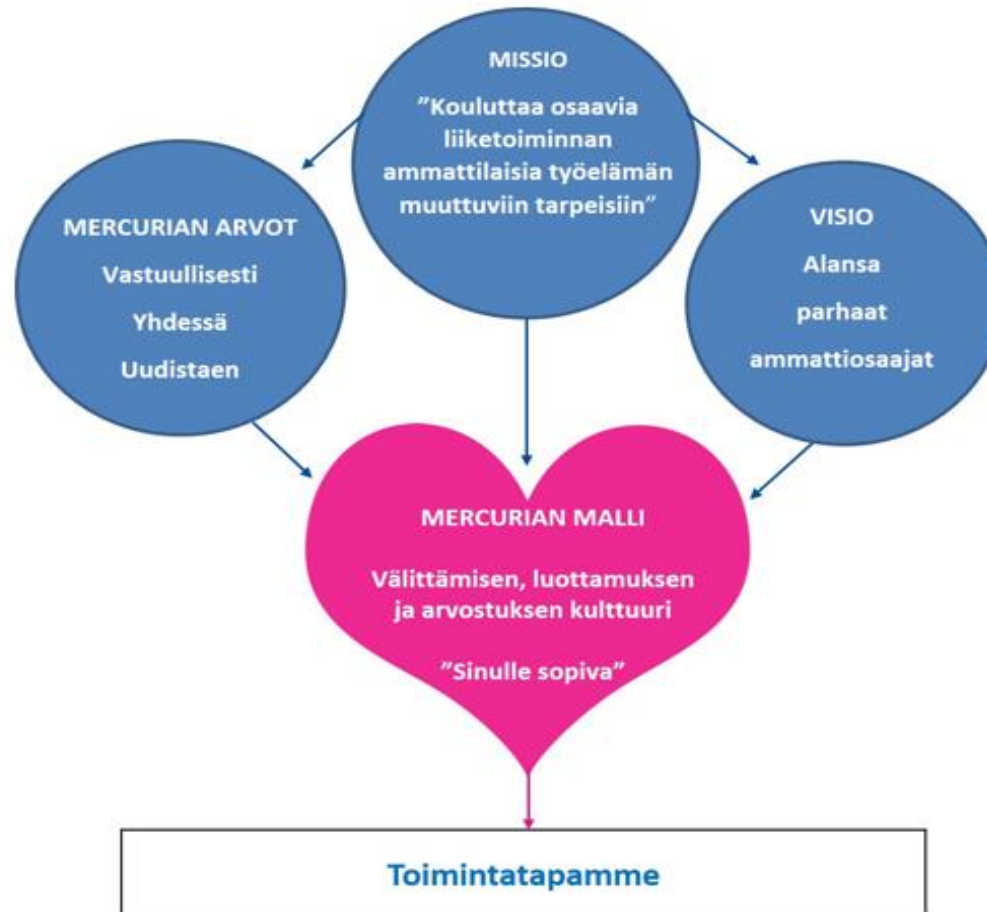 MISSIO
”Kouluttaa osaavia
liiketoiminnan
ammattilaisia työelämän
muuttuviin tarpeisiin”
MERCURIAN ARVOT
Vastuullisesti
Yhdessä
Uudistaen
VISIO
Alansa
parhaat
ammattiosaajat
MERCURIAN MALLI
Välittämisen, luottamuksen
ja arvostuksen kulttuuri
”Sinulle sopiva”
Toimintatapamme